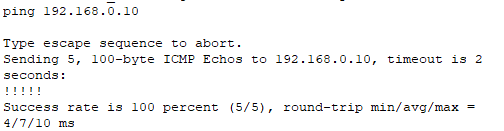 ping 192.168.0.10
Type escape sequence to abort.
Sending 5, 100-byte ICMP Echos to 192.168.0.10, timeout is 2
seconds:
!!!!!
Success rate is 100 percent (5/5), round-trip min/avg/max =
4/7/10 ms